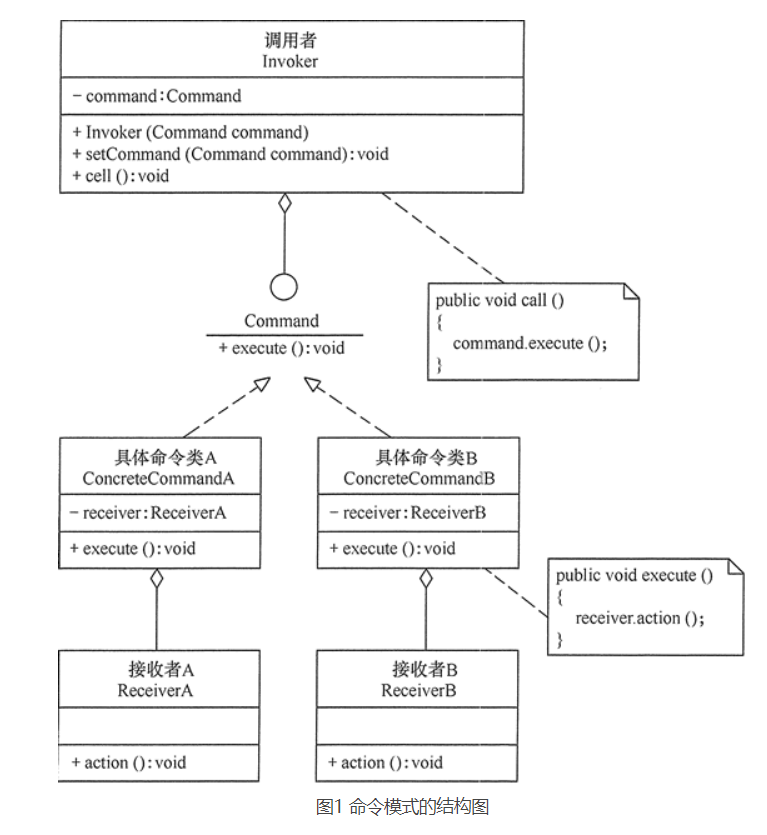 调用者
Invoker
- command:Command
+ Invoker (Command command)
+ setCommand (Command command): void
+ cell (): void
public void call ()
{
command.execute ();
}
Command
+ execute (): void
具体命令类A
ConcreteCommandA
- receiver:ReceiverA
+ execute (): void
具体命令类B
ConcreteCommandB
- receiver:ReceiverB
+ execute (): void
public void execute ()
{
receiver.action ();
}
接收者A
ReceiverA
+ action (): void
接收者B
ReceiverB
+ action (): void
图1 命令模式的结构图